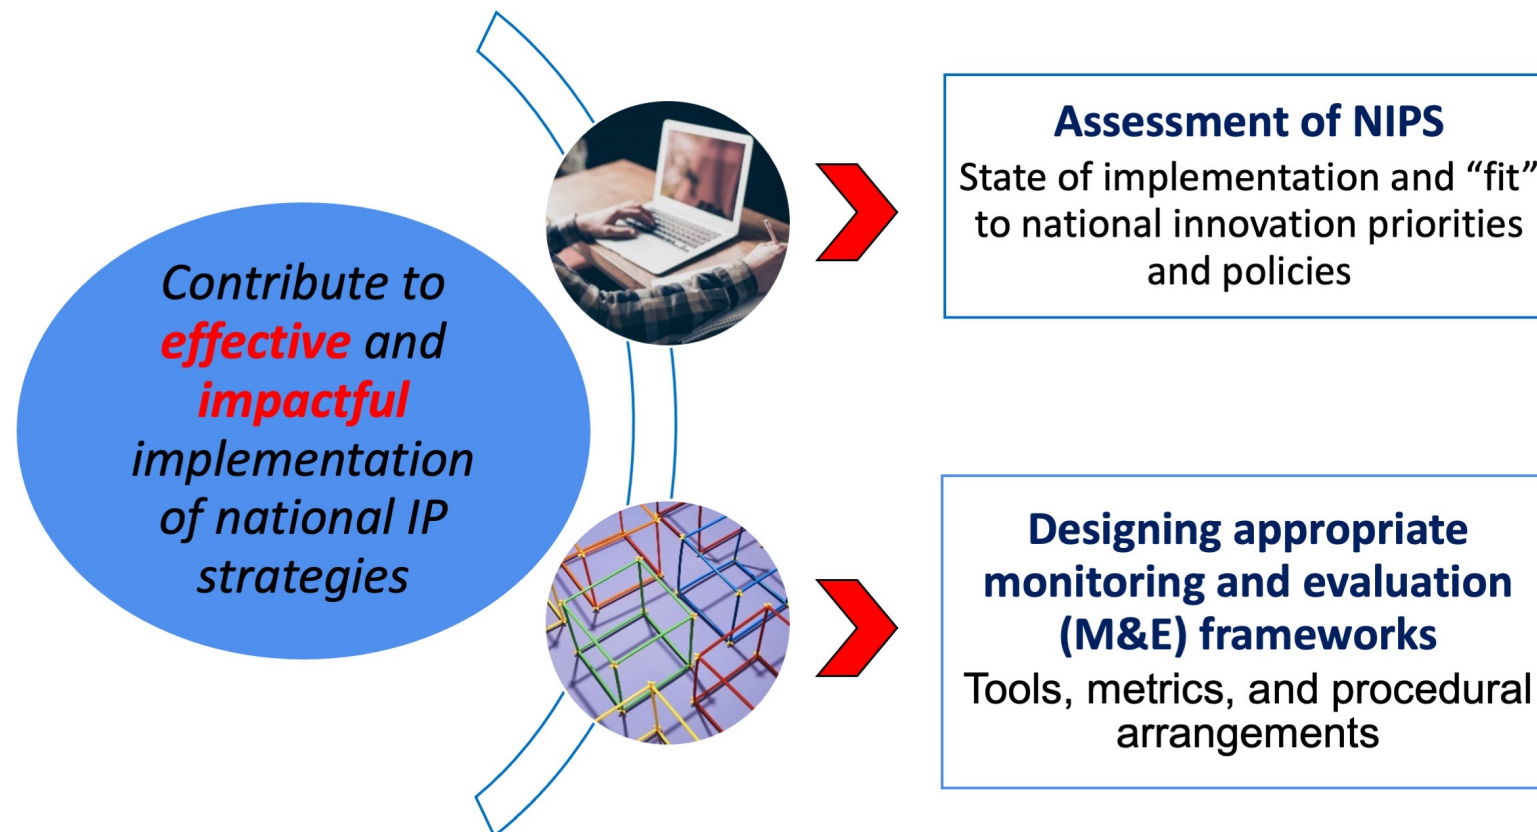 Contribute to
effective and
impactful
implementation
of national IP
strategies
Assessment of NIPS
State of implementation and “fit”
to national innovation priorities
and policies
Designing appropriate
monitoring and evaluation
(M&E) frameworks
Tools, metrics, and procedural
arrangements